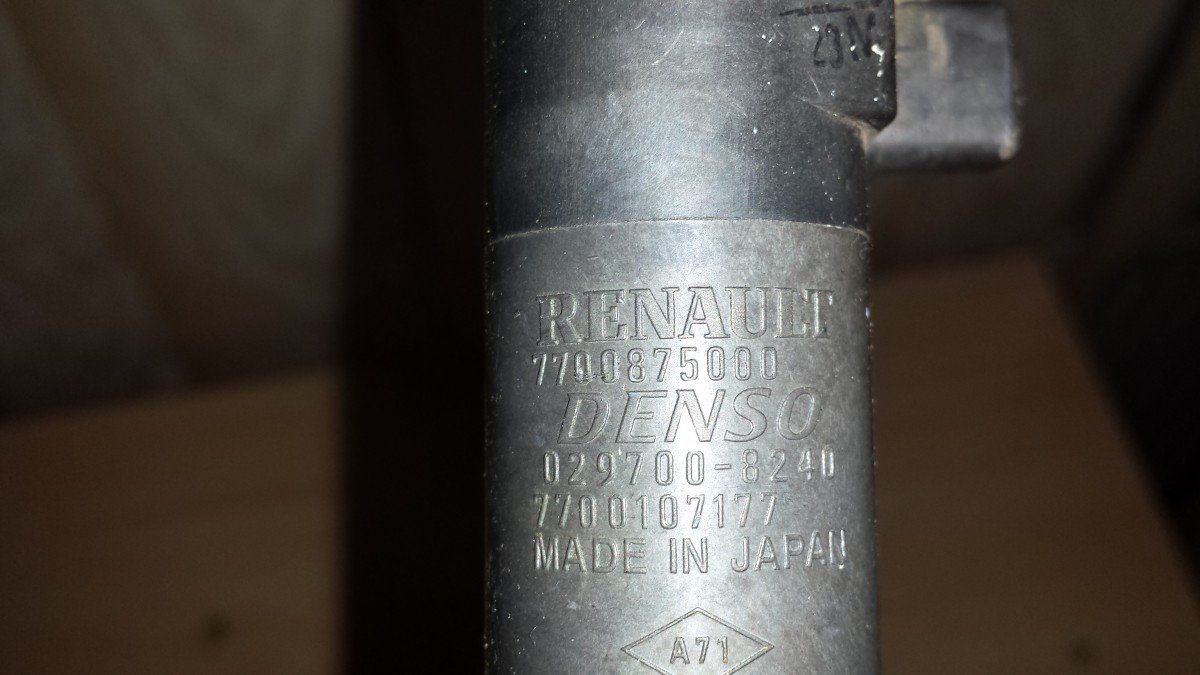 RENAULT
7700875000
DENSO
029700-8240
7700107177
MADE IN JAPAN
A71